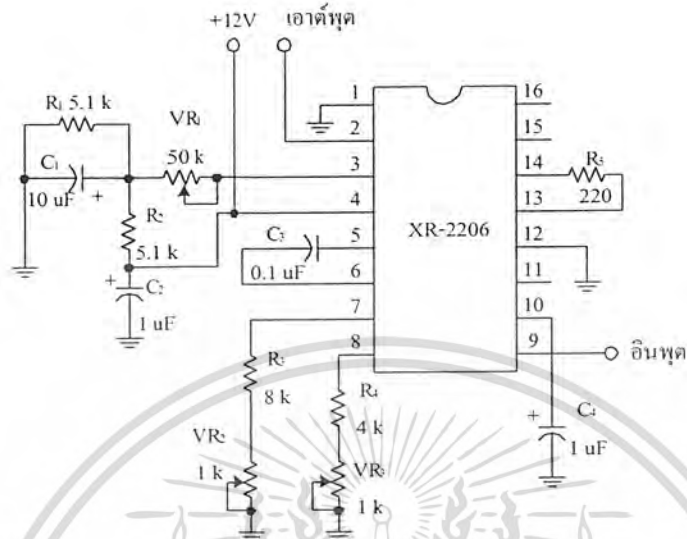 +12V
เอาต์พุต
R₁ 5.1 k
C₁
10 uF
+
VR₁
50 k
R₂
5.1 k
+
C₂
1 uF
C₃
0.1 uF
R₃
8 k
VR₂
1 k
R₄
4 k
VR₃
1 k
1
2
3
4
5
6
7
8
XR-2206
16
15
14
13
12
11
10
9
R₅
220
อินพุต
+
C₄
1 uF